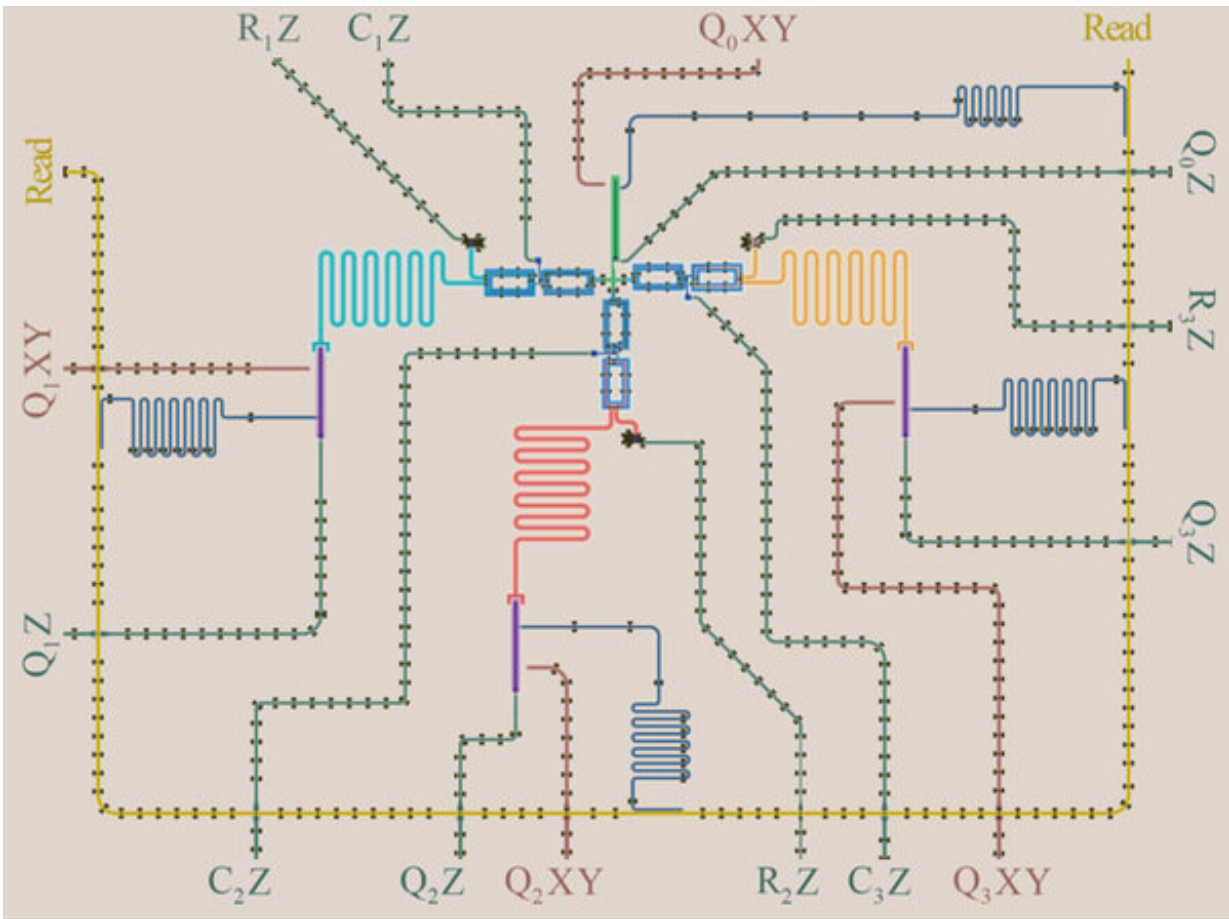 R₁Z C₁Z Q₀XY Read
Read
Q₀Z
R₃Z
Q₁XY
Q₃Z
Q₁Z
C₂Z Q₂Z Q₂XY R₂Z C₃Z Q₃XY